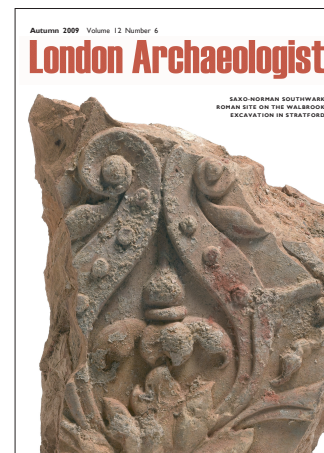 Autumn 2009 Volume 12 Number 6
London Archaeologist
SAXO-NORMAN SOUTHWARK
ROMAN SITE ON THE WALBROOK
EXCAVATION IN STRATFORD